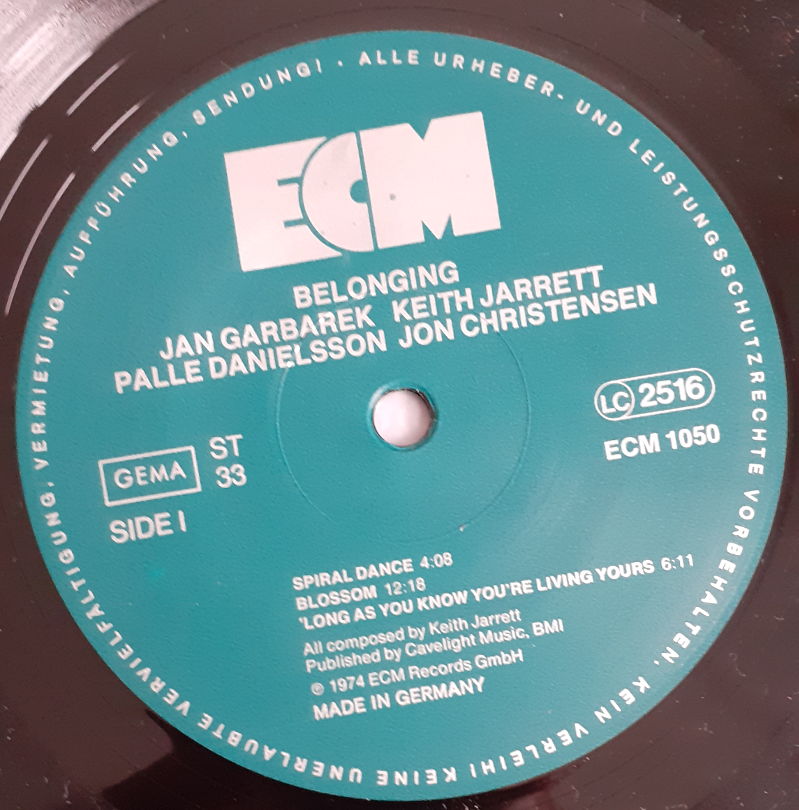 ALLE URHEBER- UND LEISTUNGSSCHUTZRECHTE VORBEHALTEN. KEIN VERLEIH! KEINE UNERLAUBTE VERVIELFÄLTIGUNG, VERMIETUNG, AUFFÜHRUNG, SENDUNG! ·
ECM
BELONGING
JAN GARBAREK KEITH JARRETT
PALLE DANIELSSON JON CHRISTENSEN
LC 2516
ECM 1050
GEMA
ST
33
SIDE I
SPIRAL DANCE 4:08
BLOSSOM 12:18
'LONG AS YOU KNOW YOU'RE LIVING YOURS 6:11
All composed by Keith Jarrett
Published by Cavelight Music, BMI
℗ 1974 ECM Records GmbH
MADE IN GERMANY